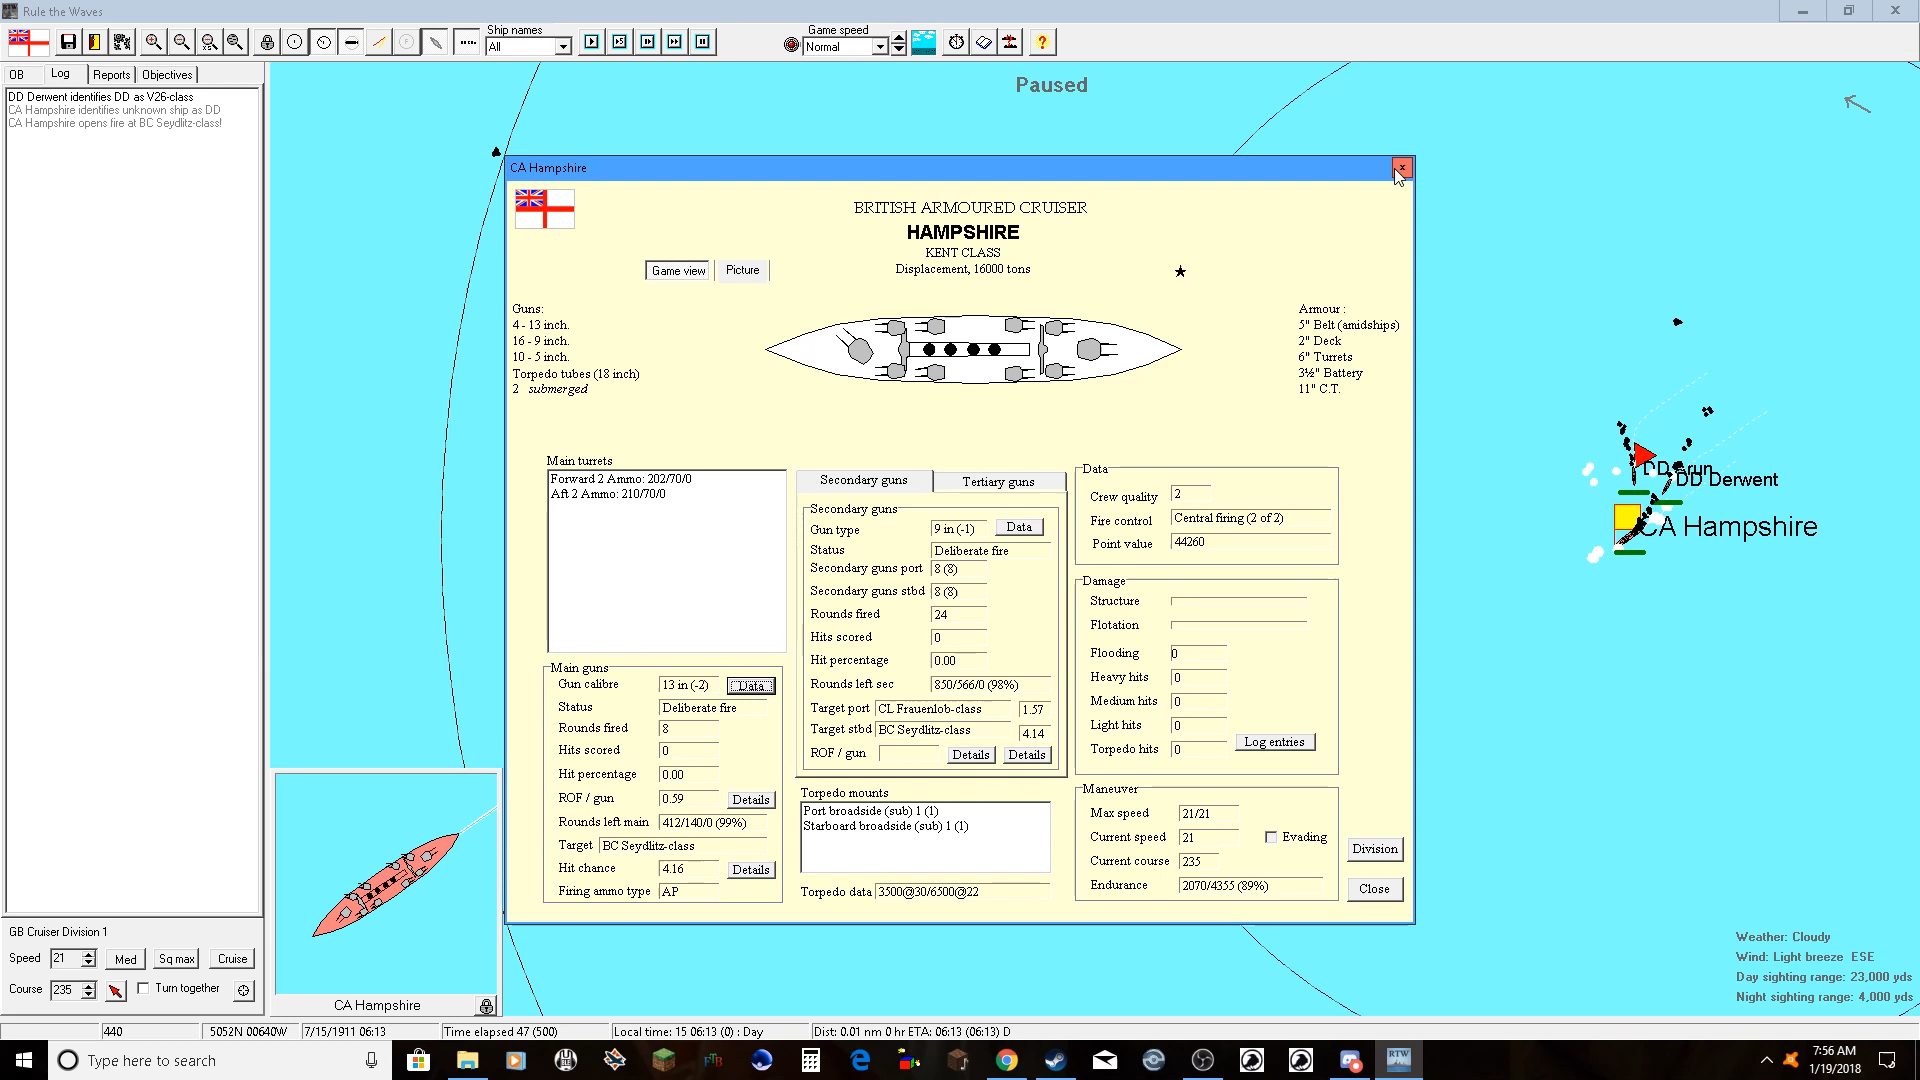 Rule the Waves
Ship names
All
Game speed
Normal
OB
Log
Reports
Objectives
DD Derwent identifies DD as V26-class
CA Hampshire identifies unknown ship as DD
CA Hampshire opens fire at BC Seydlitz-class!
Paused
CA Hampshire
BRITISH ARMOURED CRUISER
HAMPSHIRE
KENT CLASS
Displacement, 16000 tons
Game view
Picture
Guns:
4 - 13 inch.
16 - 9 inch.
10 - 5 inch.
Torpedo tubes (18 inch)
2 submerged
Armour :
5" Belt (amidships)
2" Deck
6" Turrets
3½" Battery
11" C.T.
Main turrets
Forward 2 Ammo: 202/70/0
Aft 2 Ammo: 210/70/0
Main guns
Gun calibre 13 in (-2) Data
Status Deliberate fire
Rounds fired 8
Hits scored 0
Hit percentage 0.00
ROF / gun 0.59 Details
Rounds left main 412/140/0 (99%)
Target BC Seydlitz-class
Hit chance 4.16 Details
Firing ammo type AP
Secondary guns
Tertiary guns
Secondary guns
Gun type 9 in (-1) Data
Status Deliberate fire
Secondary guns port 8 (8)
Secondary guns stbd 8 (8)
Rounds fired 24
Hits scored 0
Hit percentage 0.00
Rounds left sec 850/566/0 (98%)
Target port CL Frauenlob-class 1.57
Target stbd BC Seydlitz-class 4.14
ROF / gun Details Details
Torpedo mounts
Port broadside (sub) 1 (1)
Starboard broadside (sub) 1 (1)
Torpedo data 3500@30/6500@22
Data
Crew quality 2
Fire control Central firing (2 of 2)
Point value 44260
Damage
Structure
Flotation
Flooding 0
Heavy hits 0
Medium hits 0
Light hits 0
Torpedo hits 0 Log entries
Maneuver
Max speed 21/21
Current speed 21 Evading
Current course 235
Endurance 2070/4355 (89%)
Division
Close
DD Arun
DD Derwent
CA Hampshire
Weather: Cloudy
Wind: Light breeze ESE
Day sighting range: 23,000 yds
Night sighting range: 4,000 yds
GB Cruiser Division 1
Speed 21 Med Sq max Cruise
Course 235 Turn together
CA Hampshire
440
5052N 00640W
7/15/1911 06:13
Time elapsed 47 (500)
Local time: 15 06:13 (0) : Day
Dist: 0.01 nm 0 hr ETA: 06:13 (06:13) D
Type here to search
FTB
RTW
7:56 AM
1/19/2018